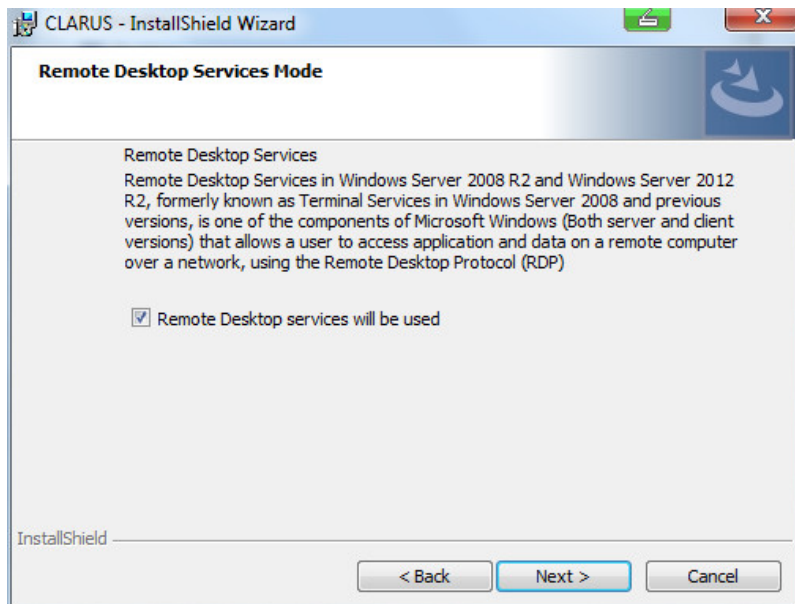 CLARUS - InstallShield Wizard
Remote Desktop Services Mode
Remote Desktop Services
Remote Desktop Services in Windows Server 2008 R2 and Windows Server 2012
R2, formerly known as Terminal Services in Windows Server 2008 and previous
versions, is one of the components of Microsoft Windows (Both server and client
versions) that allows a user to access application and data on a remote computer
over a network, using the Remote Desktop Protocol (RDP)
Remote Desktop services will be used
InstallShield
< Back Next > Cancel